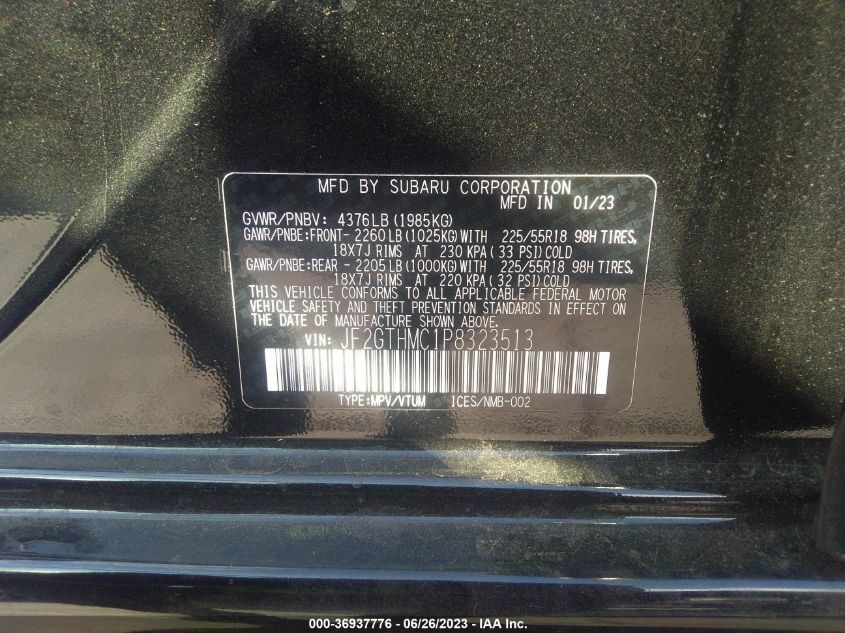 MFD BY SUBARU CORPORATION
MFD IN 01/23
GVWR/PNBV: 4376LB(1985KG)
GAWR/PNBE:FRONT-2260LB(1025KG)WITH 225/55R18 98H TIRES,
18X7J RIMS AT 230 KPA(33 PSI)COLD
GAWR/PNBE:REAR-2205LB(1000KG)WITH 225/55R18 98H TIRES,
18X7J RIMS AT 220 KPA(32 PSI)COLD
THIS VEHICLE CONFORMS TO ALL APPLICABLE FEDERAL MOTOR
VEHICLE SAFETY AND THEFT PREVENTION STANDARDS IN EFFECT ON
THE DATE OF MANUFACTURE SHOWN ABOVE.
VIN: JF2GTHMC1P8323513
TYPE:MPV/VTUM ICES/NMB-002
000-36937776 / 06/26/2023 - © IAA Inc.